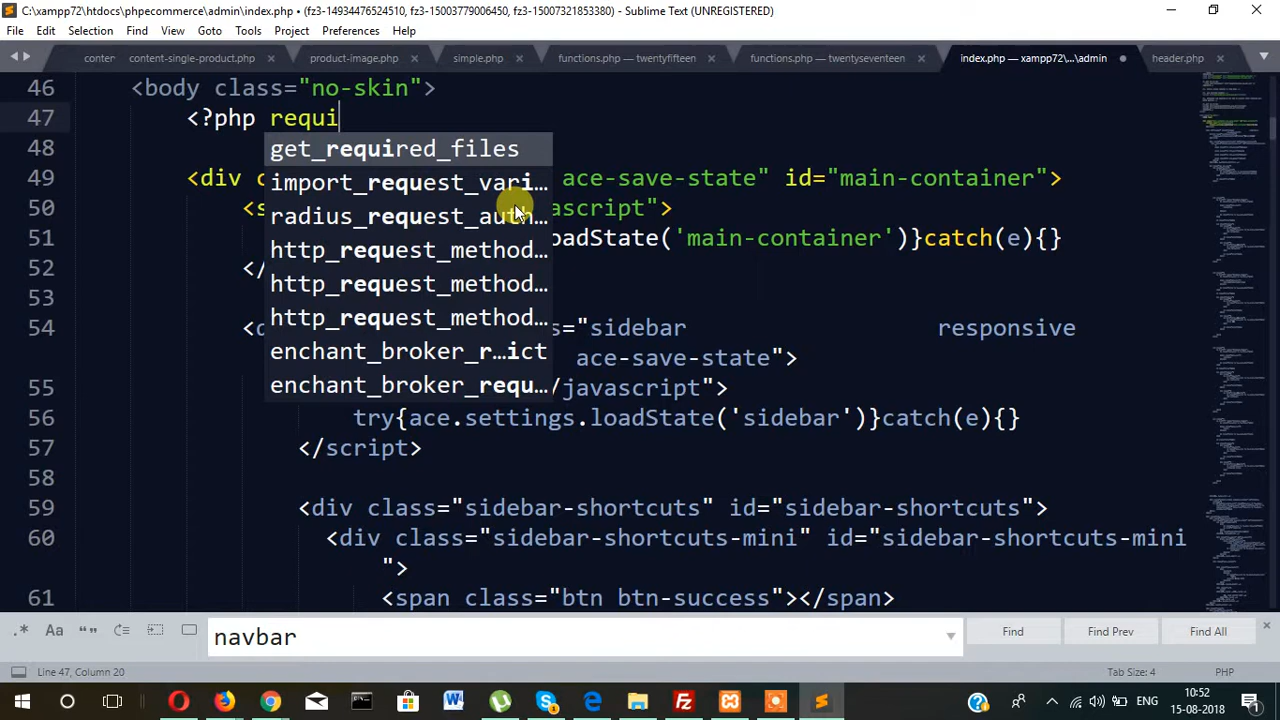 C:\xampp72\htdocs\phpecommerce\admin\index.php • (fz3-14934476524510, fz3-15003779006450, fz3-15007321853380) - Sublime Text (UNREGISTERED)
File Edit Selection Find View Goto Tools Project Preferences Help
conter content-single-product.php product-image.php simple.php functions.php — twentyfifteen functions.php — twentyseventeen index.php — xampp72\...\admin header.php
46 <body class="no-skin">
47 <?php requi
48 get_required_files
49 <div c ace-save-state" id="main-container">
import_request_vari…
50 <s ascript">
radius_request_auth…
51 oadState('main-container')}catch(e){}
http_request_method…
52 </
http_request_method…
53
http_request_method…
54 <d s="sidebar responsive
enchant_broker_r…ict ace-save-state">
55 enchant_broker_requ… /javascript">
56 try{ace.settings.loadState('sidebar')}catch(e){}
57 </script>
58
59 <div class="sidebar-shortcuts" id="sidebar-shortcuts">
60 <div class="sidebar-shortcuts-mini" id="sidebar-shortcuts-mini
">
61 <span class="btn btn-success"></span>
.* Aa “” navbar Find Find Prev Find All
Line 47, Column 20 Tab Size: 4 PHP
10:52
ENG
15-08-2018